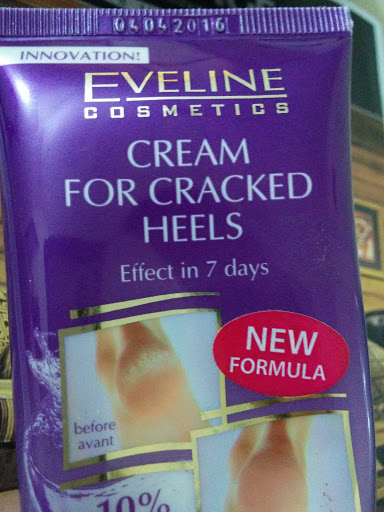 04042016
INNOVATION!
EVELINE
COSMETICS
CREAM
FOR CRACKED
HEELS
Effect in 7 days
NEW
FORMULA
before
avant
10%